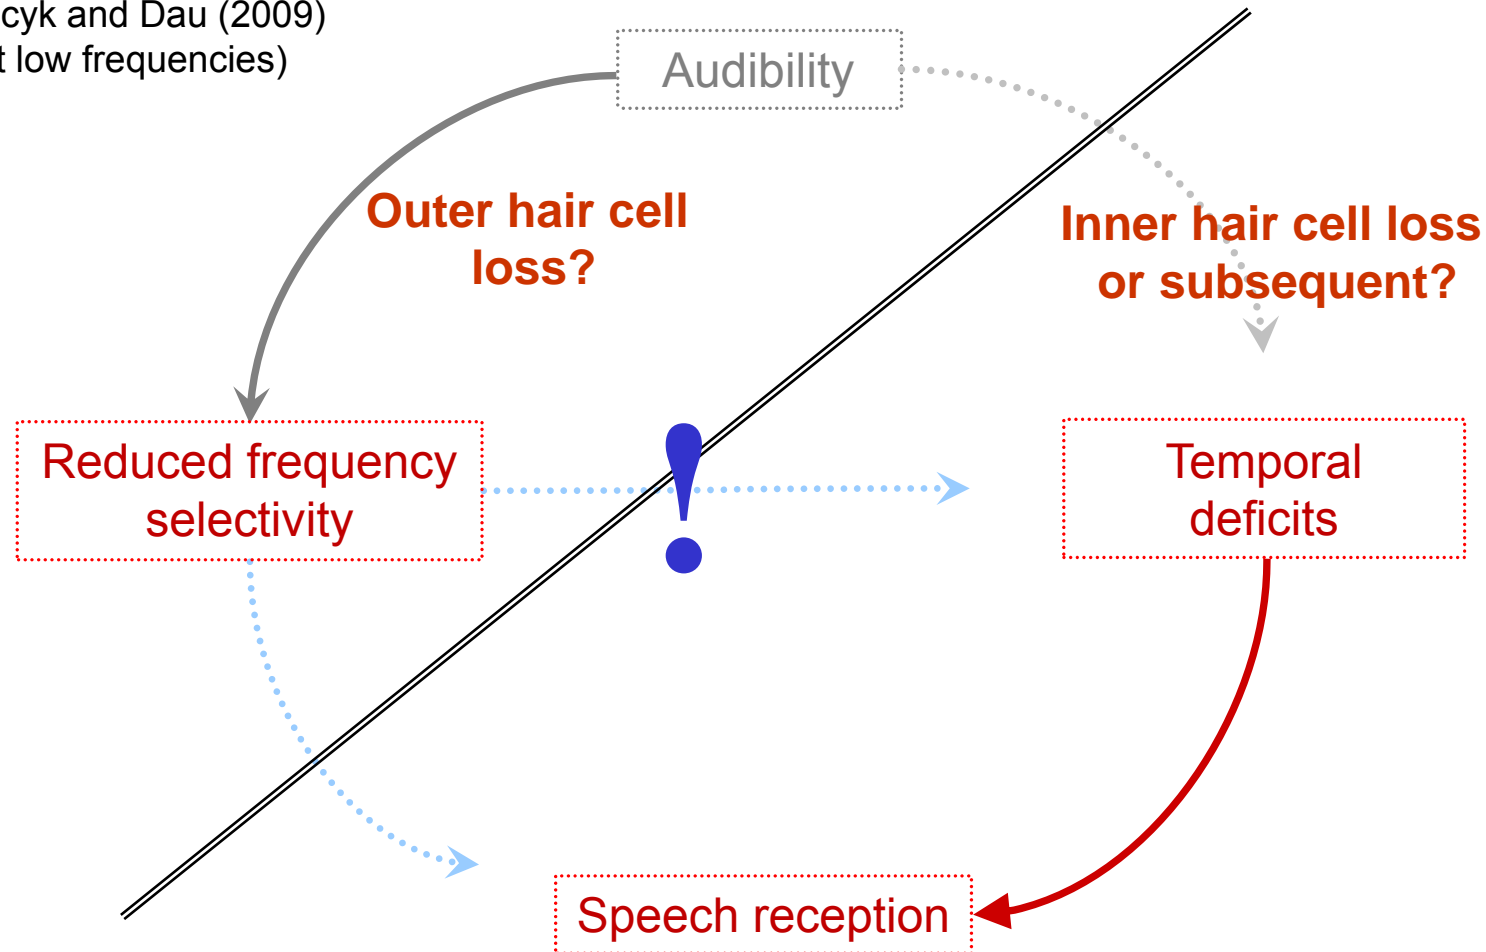 cyk and Dau (2009)
t low frequencies)
Audibility
Outer hair cell
loss?
Inner hair cell loss
or subsequent?
Reduced frequency
selectivity
!
Temporal
deficits
Speech reception